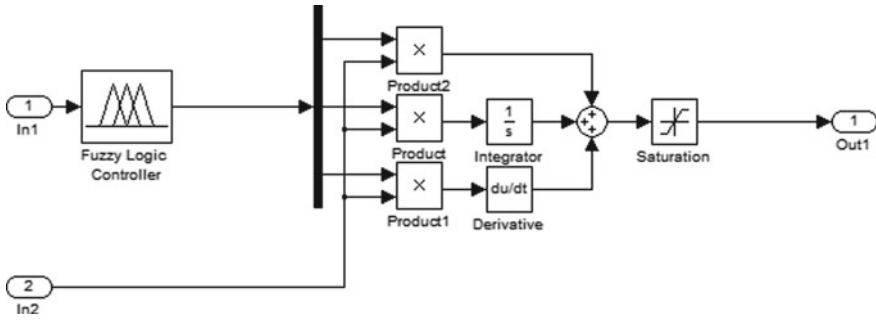 1
In1
Fuzzy Logic
Controller
×
Product2
×
Product
×
Product1
1
s
Integrator
du/dt
Derivative
+
+
+
Saturation
1
Out1
2
In2